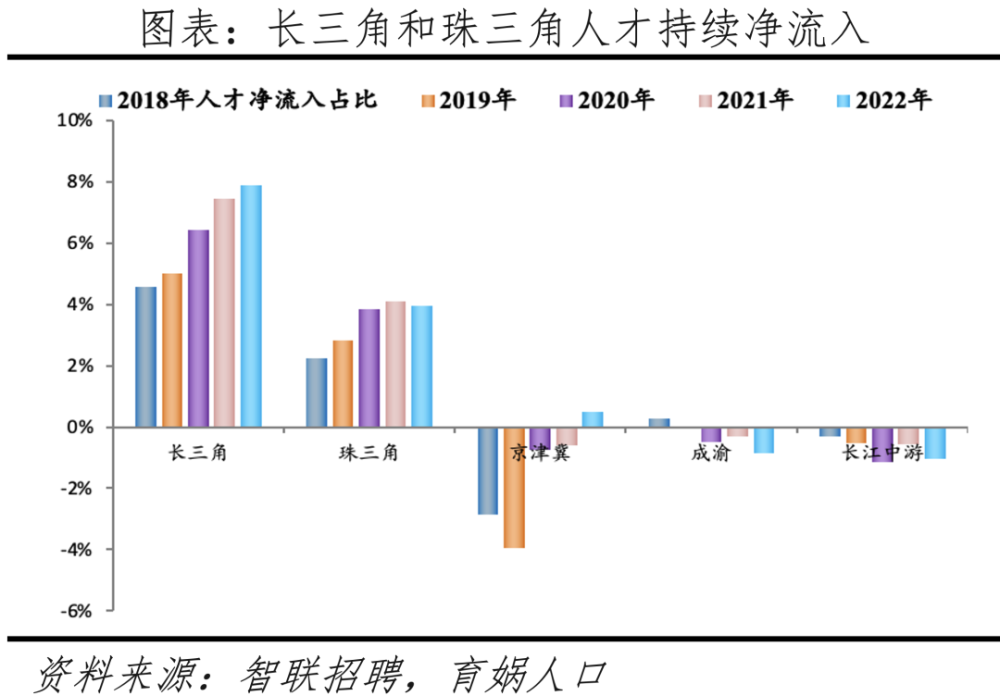 图表：长三角和珠三角人才持续净流入
2018年人才净流入占比 2019年 2020年 2021年 2022年
10%
8%
6%
4%
2%
0%
长三角 珠三角 京津冀 成渝 长江中游
-2%
-4%
-6%
资料来源：智联招聘，育娲人口